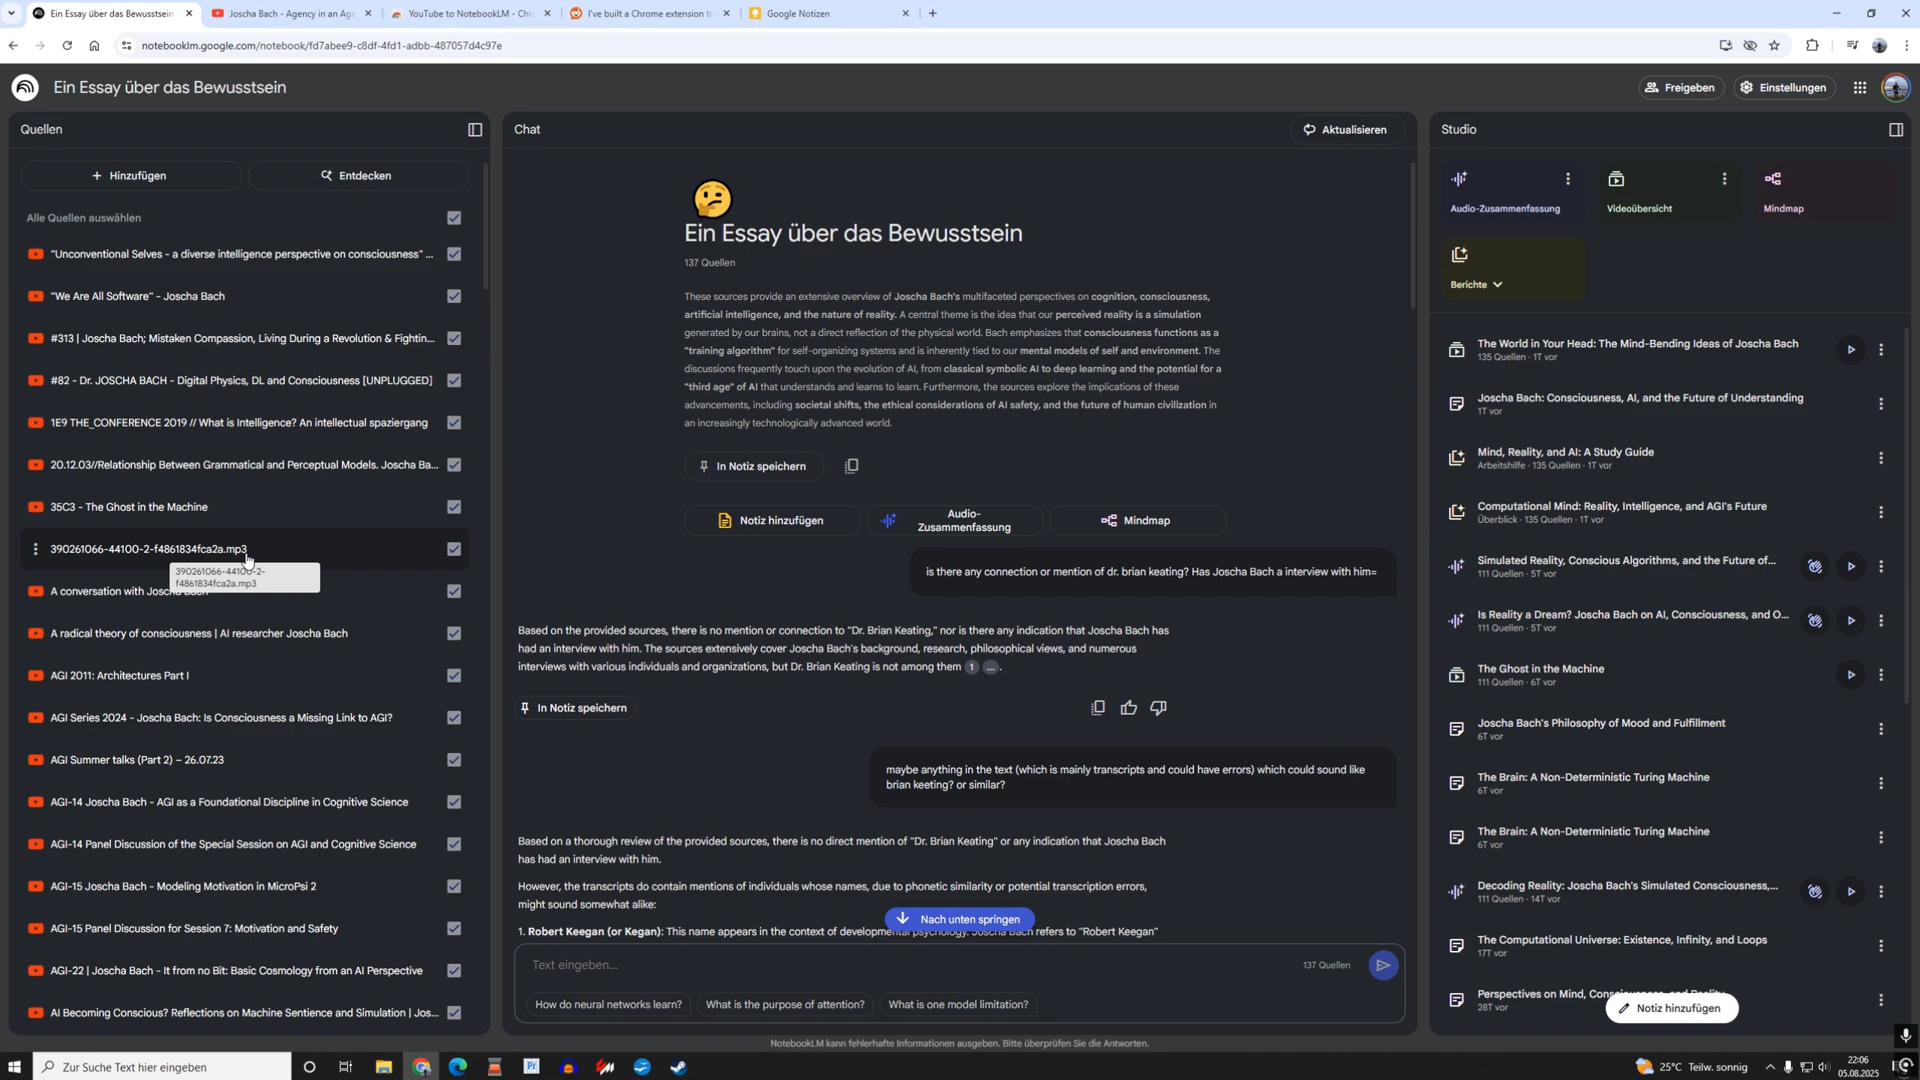 Ein Essay über das Bewusstsein
Joscha Bach - Agency in an Age
YouTube to NotebookLM - Chr
I've built a Chrome extension to
Google Notizen
notebooklm.google.com/notebook/fd7abee9-c8df-4fd1-adbb-487057d4c97e
Ein Essay über das Bewusstsein
Freigeben
Einstellungen
Quellen
Hinzufügen
Entdecken
Alle Quellen auswählen
"Unconventional Selves - a diverse intelligence perspective on consciousness" ...
"We Are All Software" - Joscha Bach
#313 | Joscha Bach; Mistaken Compassion, Living During a Revolution & Fightin...
#82 - Dr. JOSCHA BACH - Digital Physics, DL and Consciousness [UNPLUGGED]
1E9 THE_CONFERENCE 2019 // What is Intelligence? An intellectual spaziergang
20.12.03//Relationship Between Grammatical and Perceptual Models. Joscha Ba...
35C3 - The Ghost in the Machine
390261066-44100-2-f4861834fca2a.mp3
390261066-44100-2-
f4861834fca2a.mp3
A conversation with Joscha Bach
A radical theory of consciousness | AI researcher Joscha Bach
AGI 2011: Architectures Part I
AGI Series 2024 - Joscha Bach: Is Consciousness a Missing Link to AGI?
AGI Summer talks (Part 2) – 26.07.23
AGI-14 Joscha Bach - AGI as a Foundational Discipline in Cognitive Science
AGI-14 Panel Discussion of the Special Session on AGI and Cognitive Science
AGI-15 Joscha Bach - Modeling Motivation in MicroPsi 2
AGI-15 Panel Discussion for Session 7: Motivation and Safety
AGI-22 | Joscha Bach - It from no Bit: Basic Cosmology from an AI Perspective
AI Becoming Conscious? Reflections on Machine Sentience and Simulation | Jos...
Chat
Aktualisieren
Ein Essay über das Bewusstsein
137 Quellen
These sources provide an extensive overview of Joscha Bach's multifaceted perspectives on cognition, consciousness,
artificial intelligence, and the nature of reality. A central theme is the idea that our perceived reality is a simulation
generated by our brains, not a direct reflection of the physical world. Bach emphasizes that consciousness functions as a
"training algorithm" for self-organizing systems and is inherently tied to our mental models of self and environment. The
discussions frequently touch upon the evolution of AI, from classical symbolic AI to deep learning and the potential for a
"third age" of AI that understands and learns to learn. Furthermore, the sources explore the implications of these
advancements, including societal shifts, the ethical considerations of AI safety, and the future of human civilization in
an increasingly technologically advanced world.
In Notiz speichern
Notiz hinzufügen
Audio-
Zusammenfassung
Mindmap
is there any connection or mention of dr. brian keating? Has Joscha Bach a interview with him=
Based on the provided sources, there is no mention or connection to "Dr. Brian Keating," nor is there any indication that Joscha Bach has
had an interview with him. The sources extensively cover Joscha Bach's background, research, philosophical views, and numerous
interviews with various individuals and organizations, but Dr. Brian Keating is not among them 1 ... .
In Notiz speichern
maybe anything in the text (which is mainly transcripts and could have errors) which could sound like
brian keeting? or similar?
Based on a thorough review of the provided sources, there is no direct mention of "Dr. Brian Keating" or any indication that Joscha Bach
has had an interview with him.
However, the transcripts do contain mentions of individuals whose names, due to phonetic similarity or potential transcription errors,
might sound somewhat alike:
Nach unten springen
1. Robert Keegan (or Kegan): This name appears in the context of developmental psychology. Joscha Bach refers to "Robert Keegan"
Text eingeben...
137 Quellen
How do neural networks learn?
What is the purpose of attention?
What is one model limitation?
NotebookLM kann fehlerhafte Informationen ausgeben. Bitte überprüfen Sie die Antworten.
Studio
Audio-Zusammenfassung
Videoübersicht
Mindmap
Berichte
The World in Your Head: The Mind-Bending Ideas of Joscha Bach
135 Quellen · 1T vor
Joscha Bach: Consciousness, AI, and the Future of Understanding
1T vor
Mind, Reality, and AI: A Study Guide
Arbeitshilfe · 135 Quellen · 1T vor
Computational Mind: Reality, Intelligence, and AGI's Future
Überblick · 135 Quellen · 1T vor
Simulated Reality, Conscious Algorithms, and the Future of...
111 Quellen · 5T vor
Is Reality a Dream? Joscha Bach on AI, Consciousness, and O...
111 Quellen · 5T vor
The Ghost in the Machine
111 Quellen · 6T vor
Joscha Bach's Philosophy of Mood and Fulfillment
6T vor
The Brain: A Non-Deterministic Turing Machine
6T vor
The Brain: A Non-Deterministic Turing Machine
6T vor
Decoding Reality: Joscha Bach's Simulated Consciousness,...
111 Quellen · 14T vor
The Computational Universe: Existence, Infinity, and Loops
17T vor
Perspectives on Mind, Consciousness, and Reality
28T vor
Notiz hinzufügen
Zur Suche Text hier eingeben
25°C Teilw. sonnig
22:06
05.08.2025